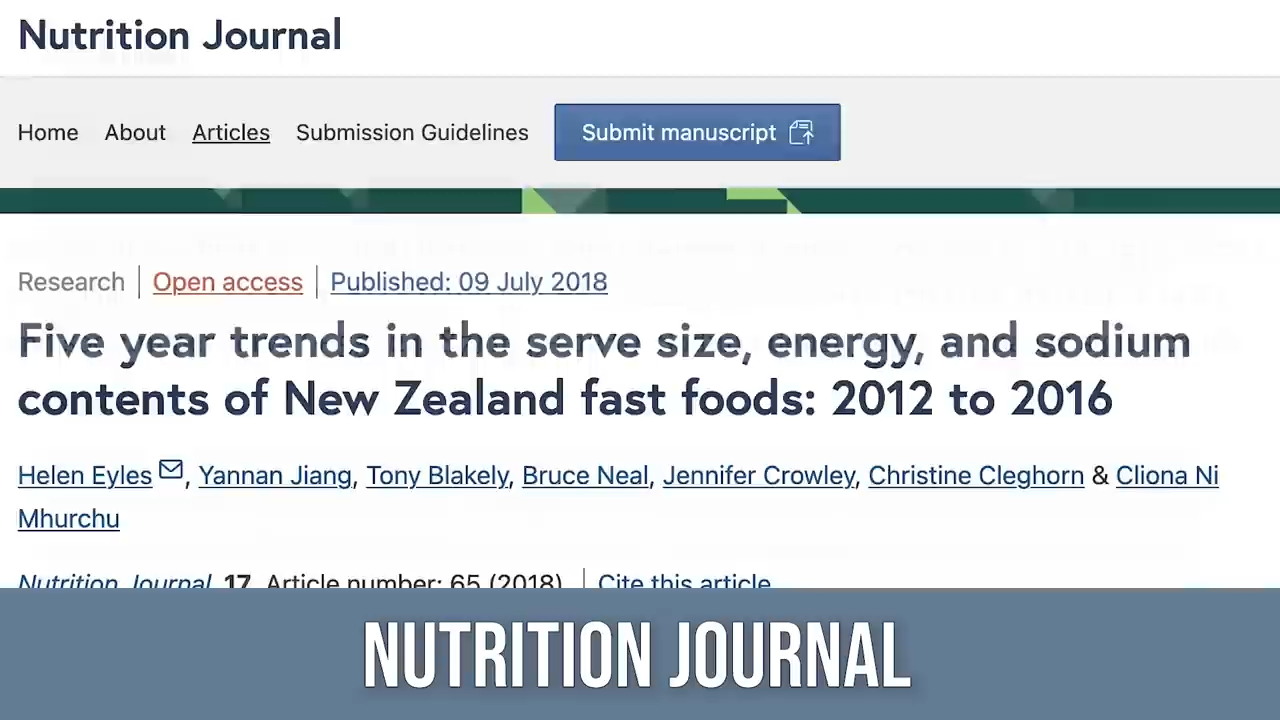 Nutrition Journal
Home About Articles Submission Guidelines Submit manuscript
Research Open access Published: 09 July 2018
Five year trends in the serve size, energy, and sodium
contents of New Zealand fast foods: 2012 to 2016
Helen Eyles, Yannan Jiang, Tony Blakely, Bruce Neal, Jennifer Crowley, Christine Cleghorn & Cliona Ni
Mhurchu
Nutrition Journal 17, Article number: 65 (2018) Cite this article
NUTRITION JOURNAL